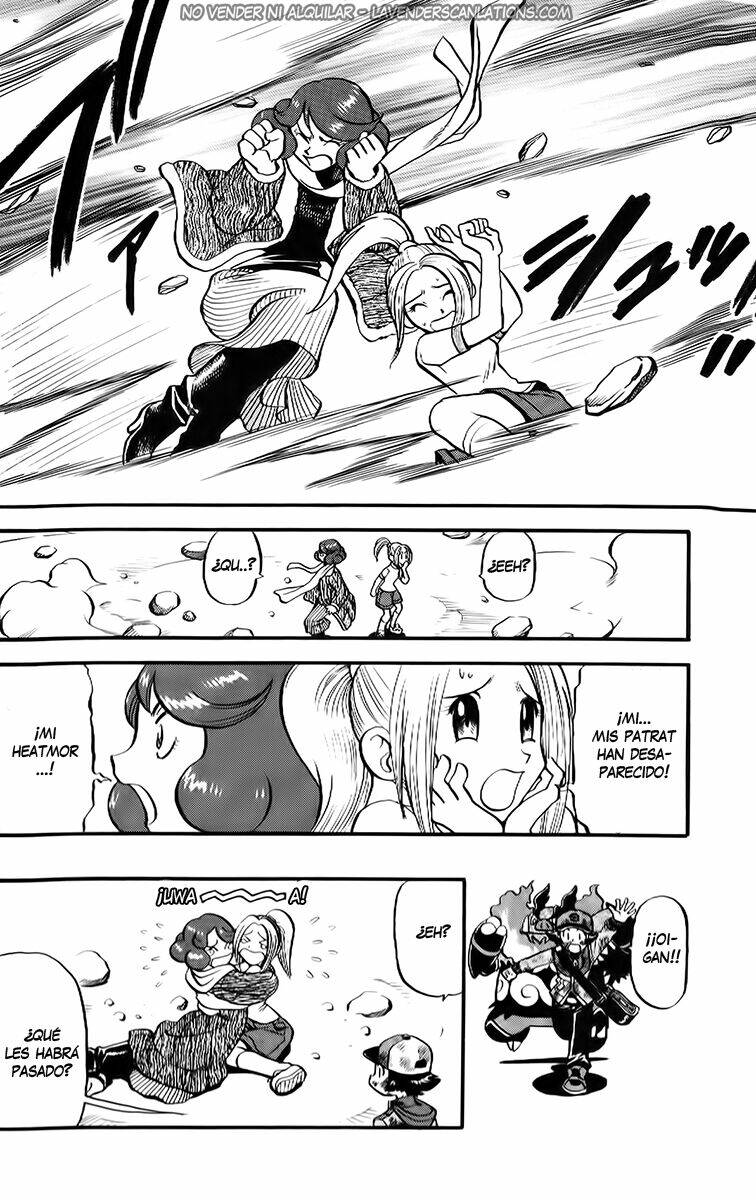 NO VENDER NI ALQUILAR - LAVENDERSCANLATIONS.COM
シュッ
ア
¿EEH?
¿QU..?
¡MI...
MIS PATRAT
HAN DESA-
PARECIDO!
¡MI
HEATMOR
...!
¡¡OI-
GAN!!
¿EH?
¡UWA~~~A!
¿QUÉ
LES HABRÁ
PASADO?